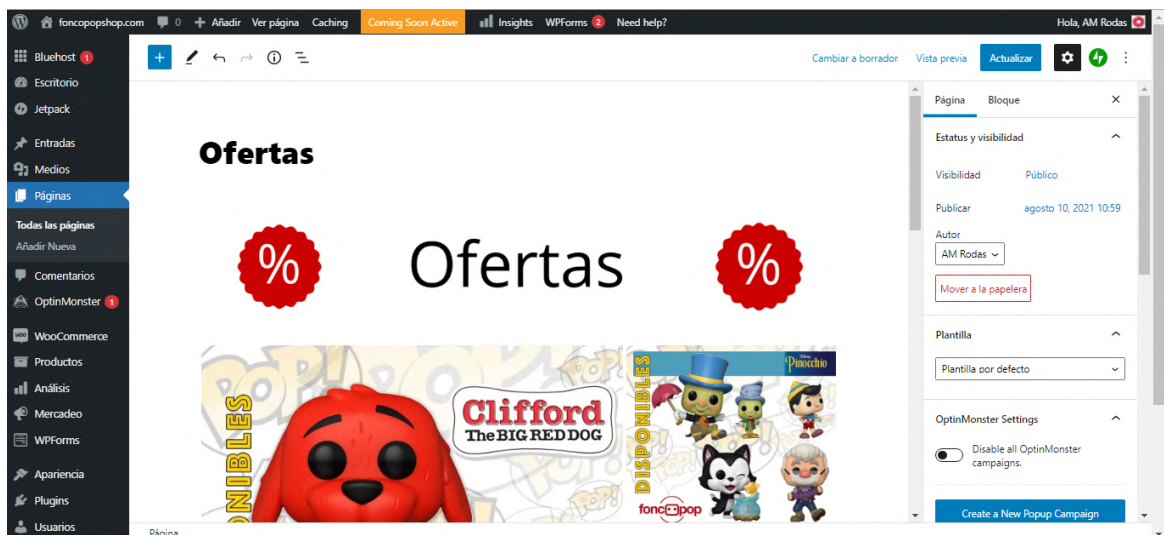 foncopopshop.com 0 + Añadir Ver página Caching Coming Soon Active Insights WPForms 2 Need help? Hola, AM Rodas
Bluehost 1
Escritorio
Jetpack
Entradas
Medios
Páginas
Todas las páginas
Añadir Nueva
Comentarios
OptinMonster 1
WOO WooCommerce
Productos
Análisis
Mercadeo
WPForms
Apariencia
Plugins
Usuarios
Cambiar a borrador Vista previa Actualizar
Ofertas
% Ofertas %
DISPONIBLES
Clifford
THE BIG RED DOG
POP!
DISPONIBLES
Disney
Pinocchio
foncopop
Página
Página Bloque
Estatus y visibilidad
Visibilidad Público
Publicar agosto 10, 2021 10:59
Autor
AM Rodas
Mover a la papelera
Plantilla
Plantilla por defecto
OptinMonster Settings
Disable all OptinMonster
campaigns.
Create a New Popup Campaign